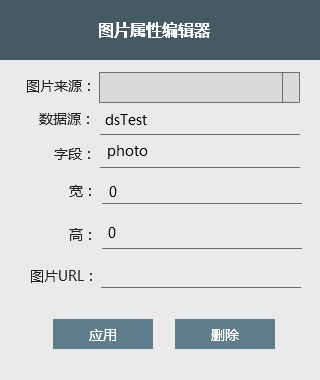 图片属性编辑器
图片来源：
数据源： dsTest
字段： photo
宽： 0
高： 0
图片URL：
应用 删除